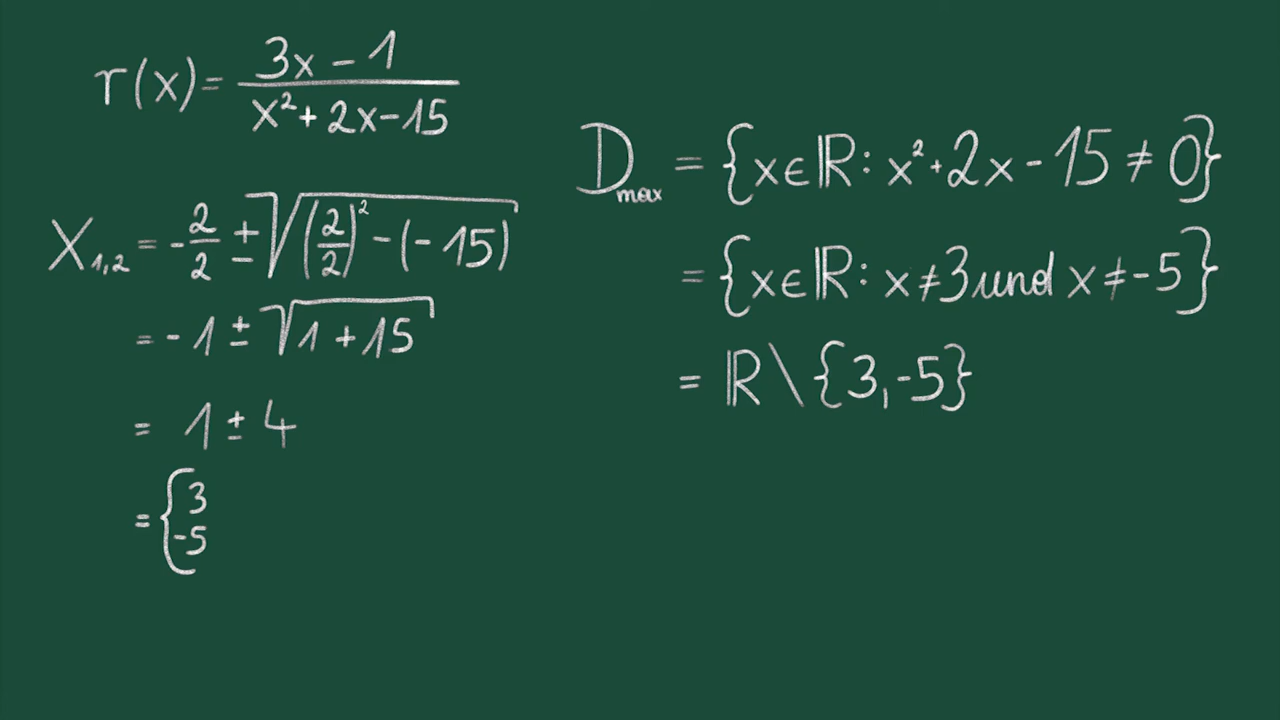 r(x) = (3x - 1)/(x² + 2x - 15)
X₁,₂ = -2/2 ± √((2/2)² - (-15))
= -1 ± √(1 + 15)
= 1 ± 4
= { 3
-5
D_max = {x ∈ ℝ: x² + 2x - 15 ≠ 0}
= {x ∈ ℝ: x ≠ 3 und x ≠ -5}
= ℝ \ {3, -5}